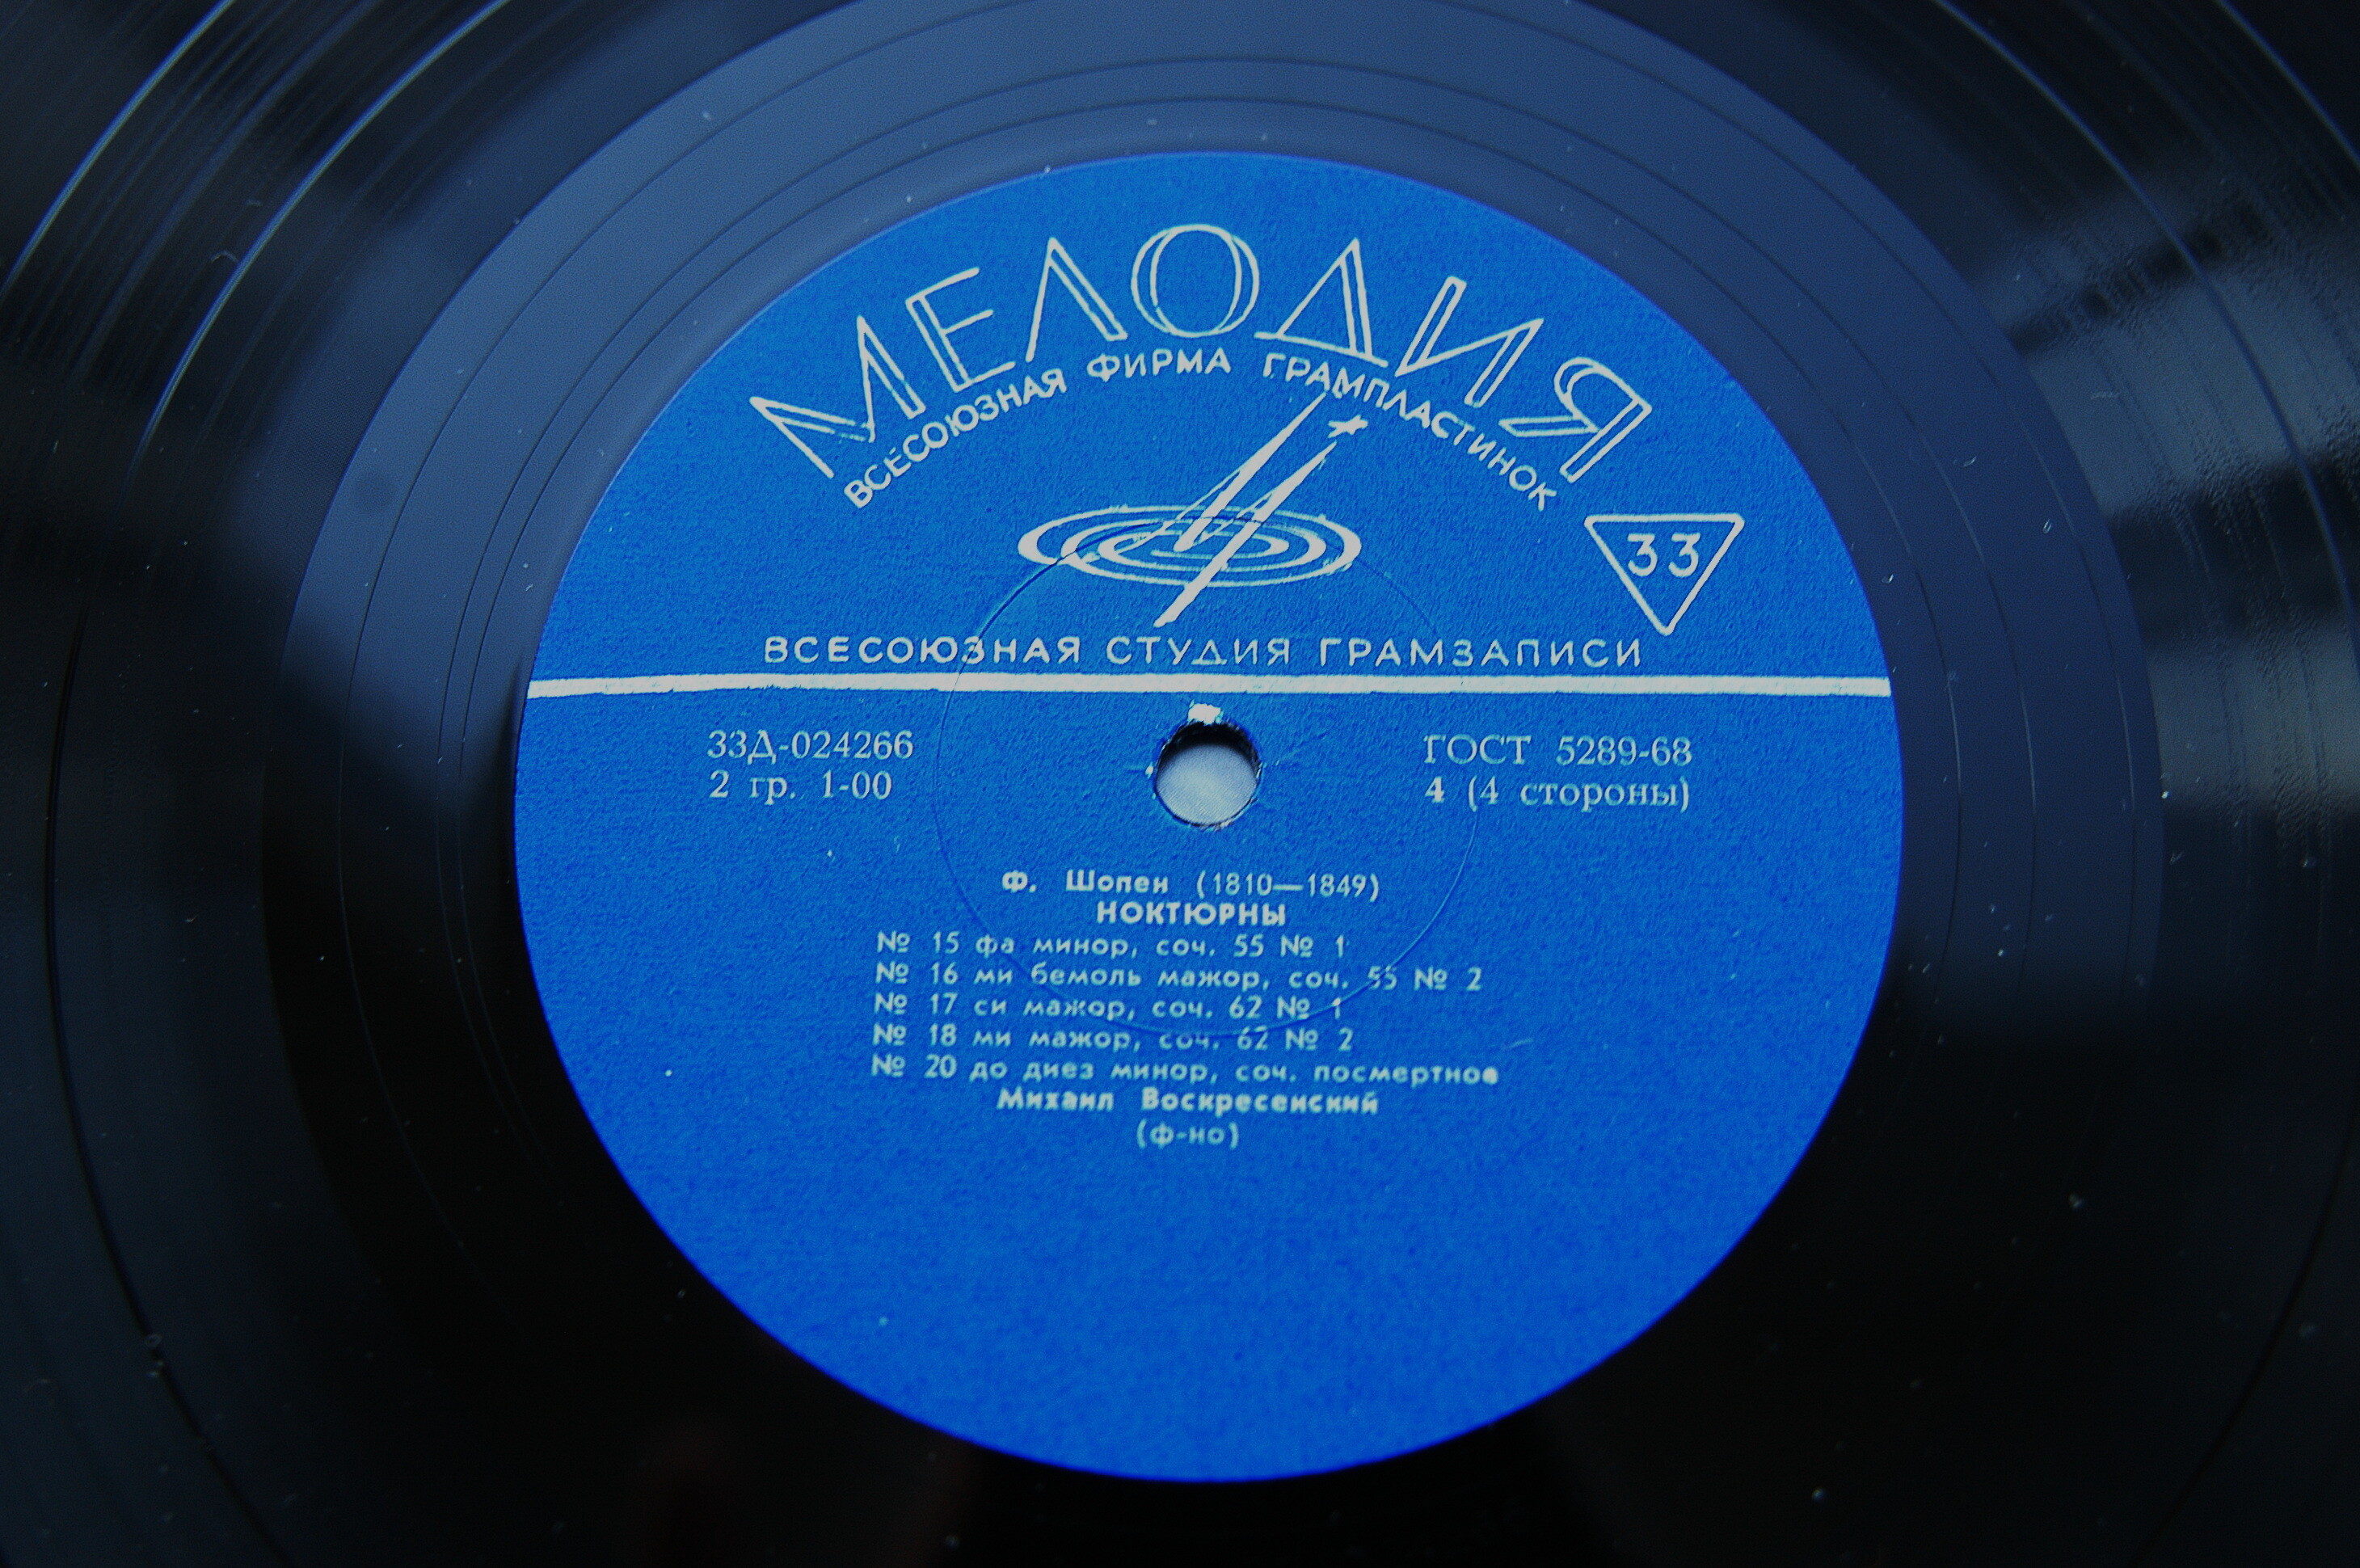 МЕЛОДИЯ
ВСЕСОЮЗНАЯ ФИРМА ГРАМПЛАСТИНОК
33
ВСЕСОЮЗНАЯ СТУДИЯ ГРАМЗАПИСИ
33Д-024266
ГОСТ 5289-68
2 гр. 1-00
4 (4 стороны)
Ф. Шопен (1810—1849)
НОКТЮРНЫ
№ 15 фа минор, соч. 55 № 1
№ 16 ми бемоль мажор, соч. 55 № 2
№ 17 си мажор, соч. 62 № 1
№ 18 ми мажор, соч. 62 № 2
№ 20 до диез минор, соч. посмертное
Михаил Воскресенский
(ф-но)